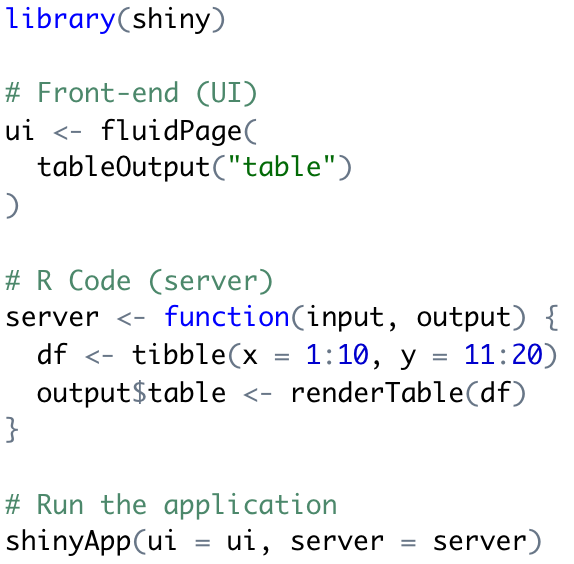 library(shiny)

# Front-end (UI)
ui <- fluidPage(
  tableOutput("table")
)

# R Code (server)
server <- function(input, output) {
  df <- tibble(x = 1:10, y = 11:20)
  output$table <- renderTable(df)
}

# Run the application
shinyApp(ui = ui, server = server)